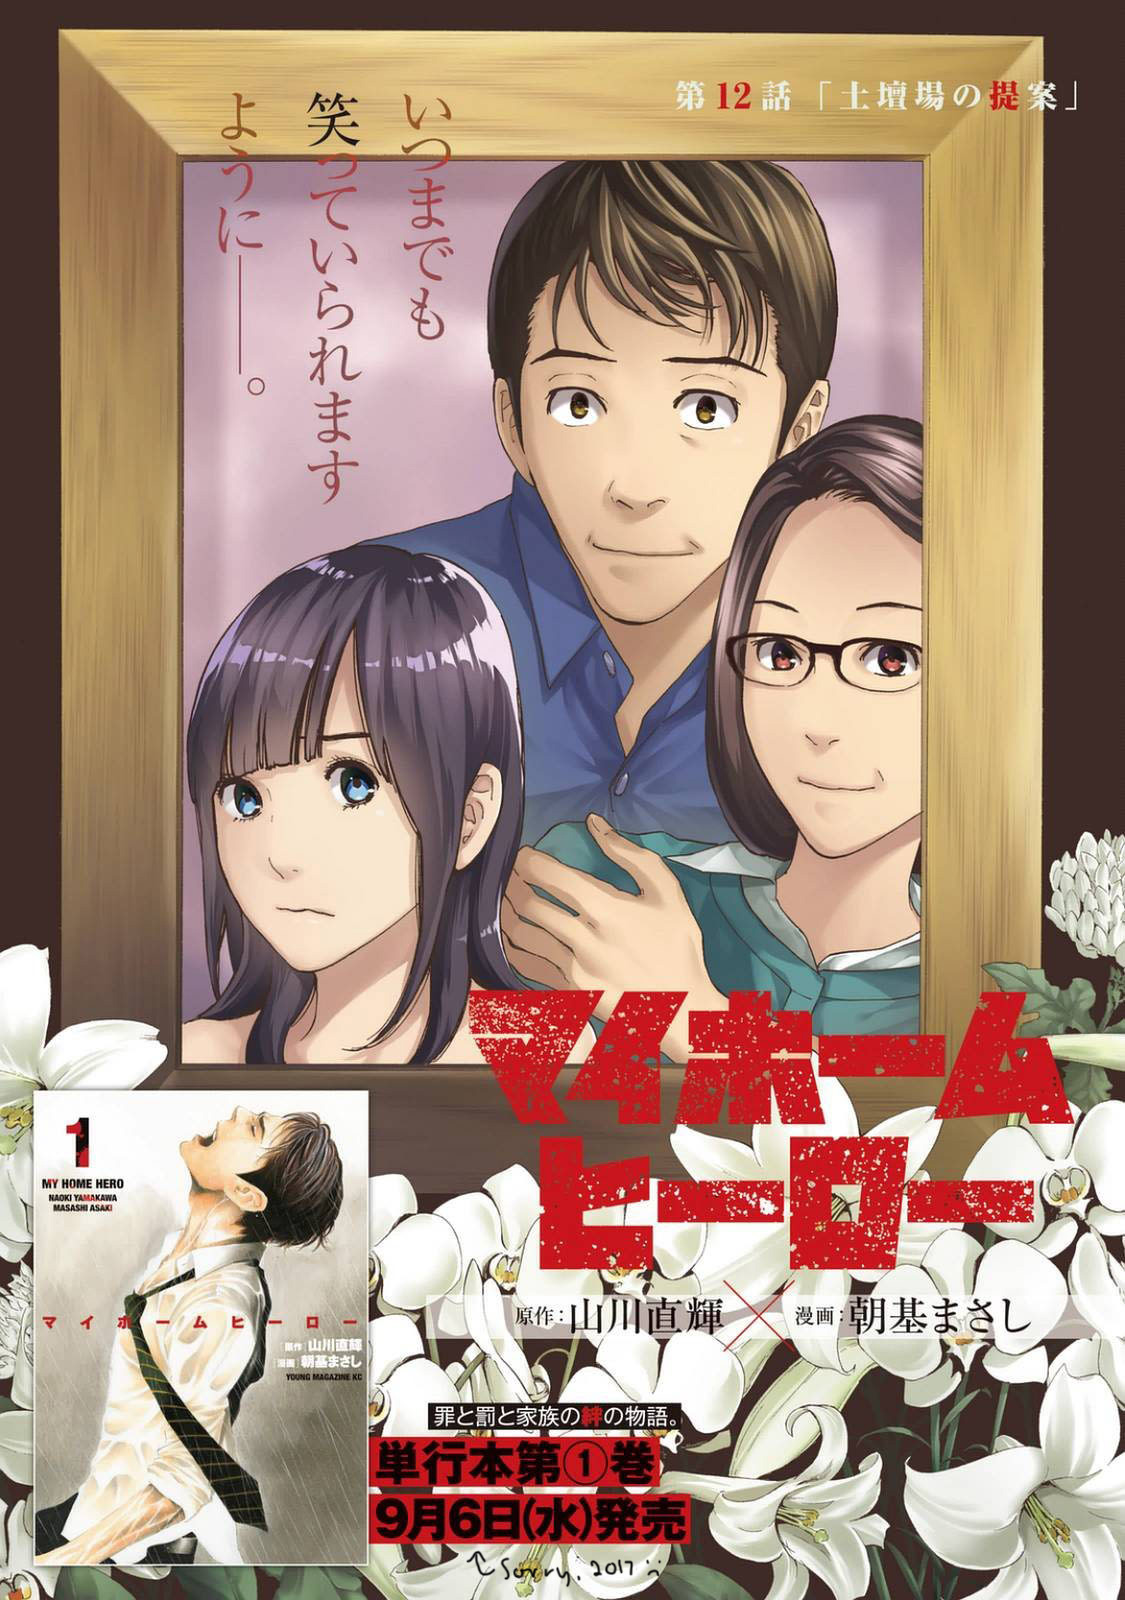 第12話「土壇場の提案」
いつまでも
笑っていられます
ように――。
マイホーム
ヒーロー
原作:山川直輝×漫画:朝基まさし
1
MY HOME HERO
NAOKI YAMAKAWA
MASASHI ASAKI
マイホームヒーロー
[原作]山川直輝
[漫画]朝基まさし
YOUNG MAGAZINE KC
罪と罰と家族の絆の物語。
単行本第①巻
9月6日(水)発売
↑ Sorry, 2017 :(